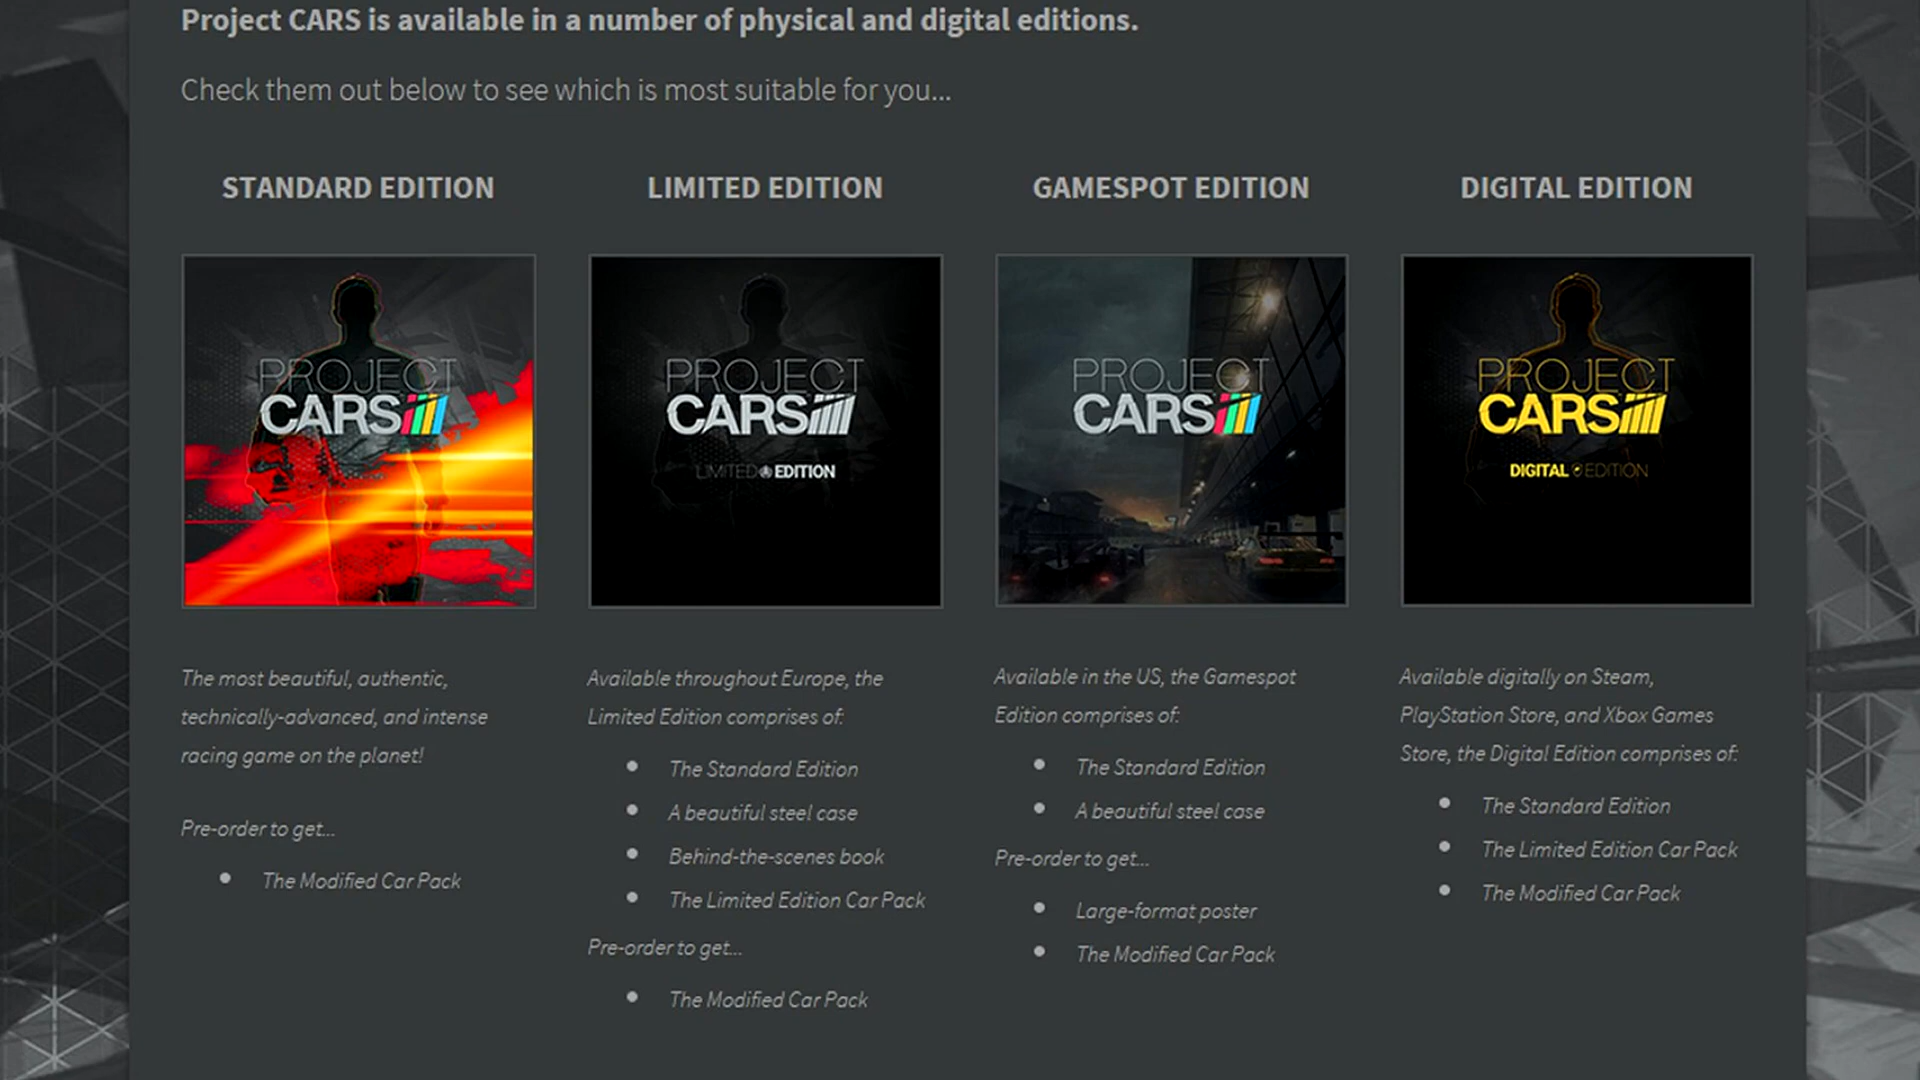 Project CARS is available in a number of physical and digital editions.
Check them out below to see which is most suitable for you...
STANDARD EDITION
PROJECT
CARS
The most beautiful, authentic,
technically-advanced, and intense
racing game on the planet!
Pre-order to get...
The Modified Car Pack
LIMITED EDITION
PROJECT
CARS
LIMITED EDITION
Available throughout Europe, the
Limited Edition comprises of:
The Standard Edition
A beautiful steel case
Behind-the-scenes book
The Limited Edition Car Pack
Pre-order to get...
The Modified Car Pack
GAMESPOT EDITION
PROJECT
CARS
Available in the US, the Gamespot
Edition comprises of:
The Standard Edition
A beautiful steel case
Pre-order to get...
Large-format poster
The Modified Car Pack
DIGITAL EDITION
PROJECT
CARS
DIGITAL EDITION
Available digitally on Steam,
PlayStation Store, and Xbox Games
Store, the Digital Edition comprises of:
The Standard Edition
The Limited Edition Car Pack
The Modified Car Pack